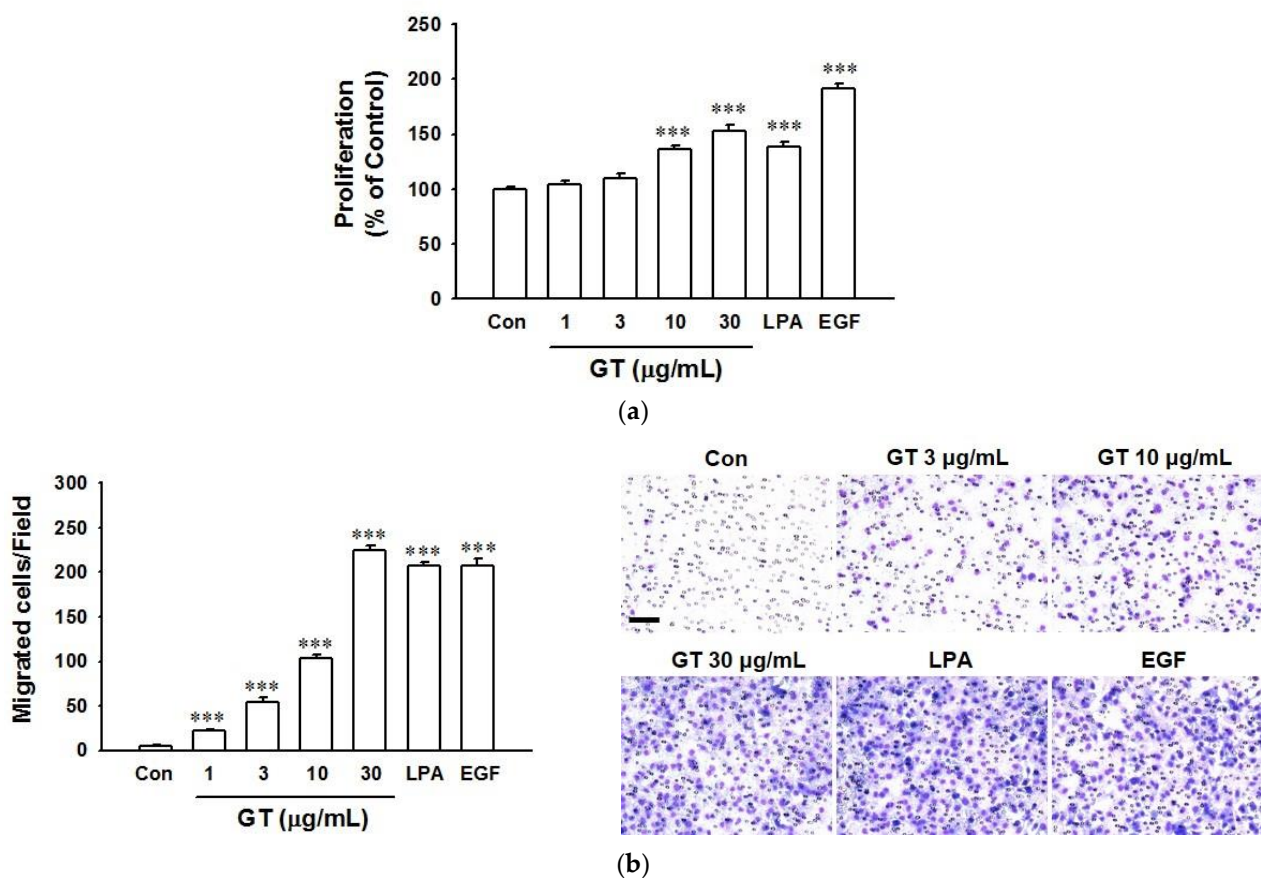 Proliferation
(% of Control)
250
200
150
100
50
0
***
***
***
***
Con 1 3 10 30 LPA EGF
GT (μg/mL)
(a)
Migrated cells/Field
300
250
200
150
100
50
0
***
***
***
***
***
***
Con 1 3 10 30 LPA EGF
GT (μg/mL)
Con GT 3 μg/mL GT 10 μg/mL
GT 30 μg/mL LPA EGF
(b)